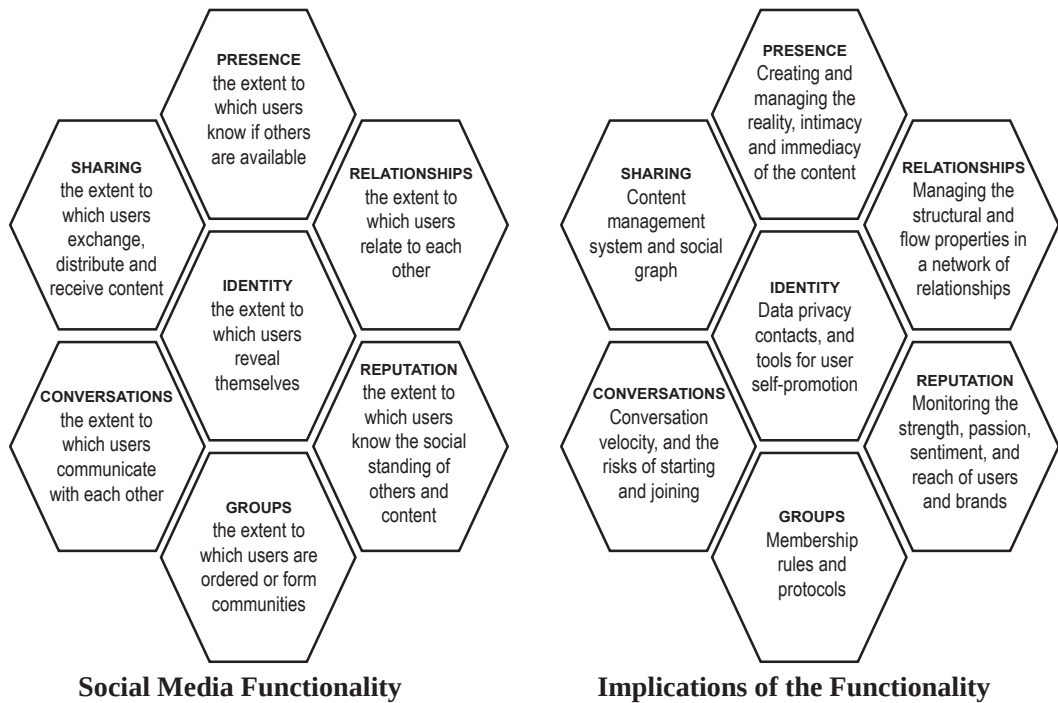 PRESENCE
the extent to
which users
know if others
are available
SHARING
the extent to
which users
exchange,
distribute and
receive content
RELATIONSHIPS
the extent to
which users
relate to each
other
IDENTITY
the extent to
which users
reveal
themselves
CONVERSATIONS
the extent to
which users
communicate
with each other
REPUTATION
the extent to
which users
know the social
standing of
others and
content
GROUPS
the extent to
which users are
ordered or form
communities
Social Media Functionality
PRESENCE
Creating and
managing the
reality, intimacy
and immediacy
of the content
SHARING
Content
management
system and social
graph
RELATIONSHIPS
Managing the
structural and
flow properties in
a network of
relationships
IDENTITY
Data privacy
contacts, and
tools for user
self-promotion
CONVERSATIONS
Conversation
velocity, and the
risks of starting
and joining
REPUTATION
Monitoring the
strength, passion,
sentiment, and
reach of users
and brands
GROUPS
Membership
rules and
protocols
Implications of the Functionality